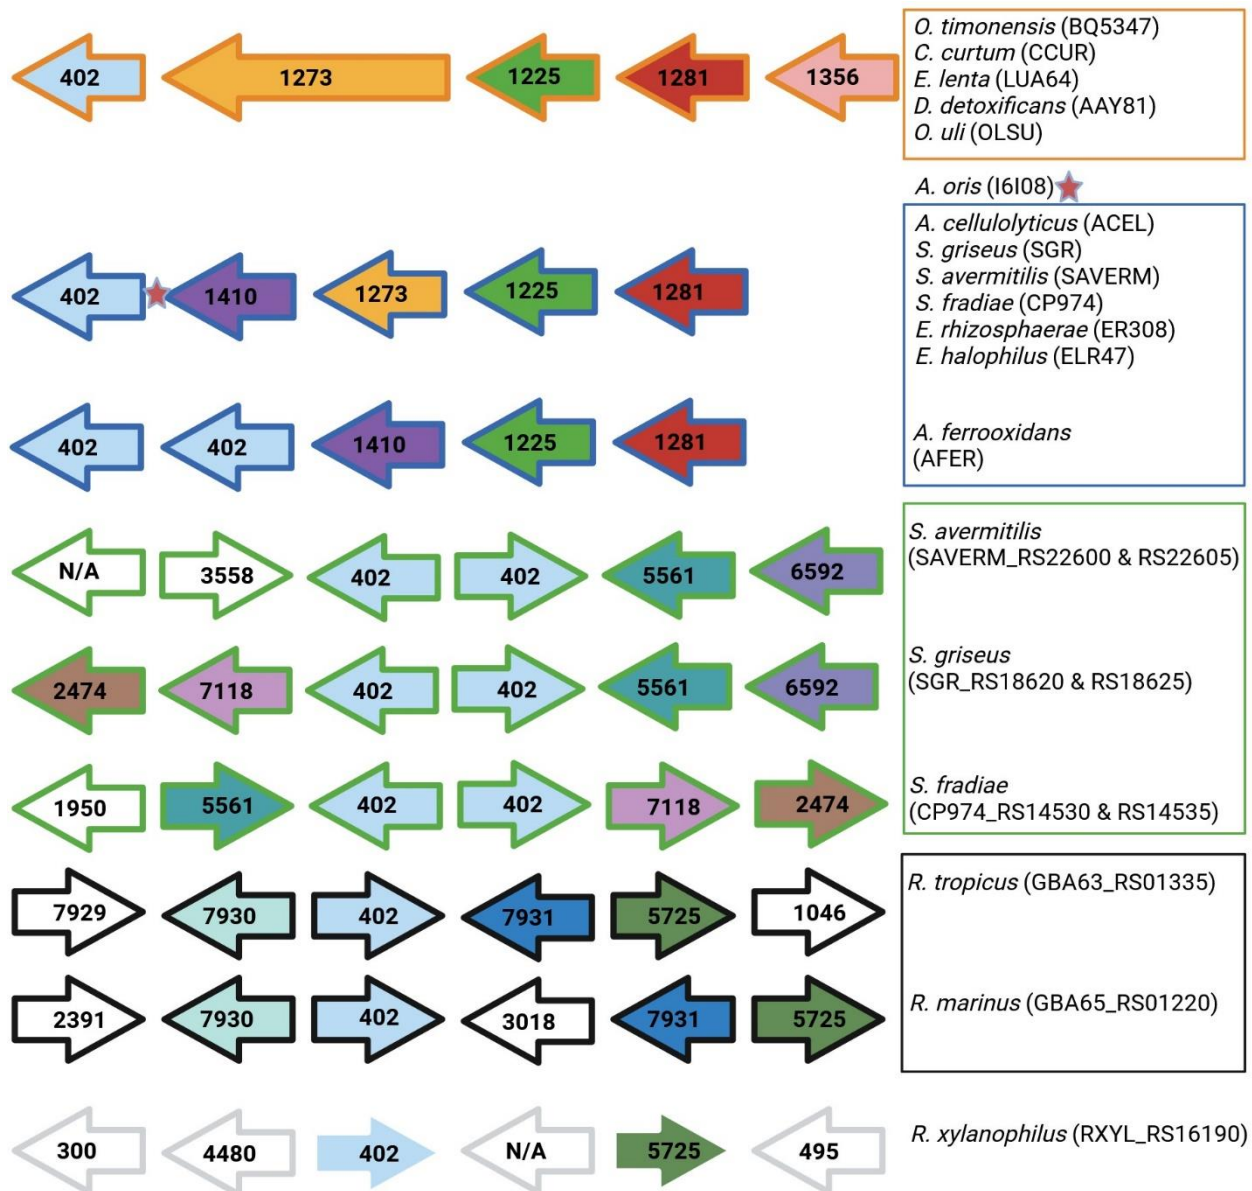 402 1273 1225 1281 1356
O. timonensis (BQ5347)
C. curtum (CCUR)
E. lenta (LUA64)
D. detoxificans (AAY81)
O. uli (OLSU)
A. oris (I6I08)
402 1410 1273 1225 1281
A. cellulolyticus (ACEL)
S. griseus (SGR)
S. avermitilis (SAVERM)
S. fradiae (CP974)
E. rhizosphaerae (ER308)
E. halophilus (ELR47)
402 402 1410 1225 1281
A. ferrooxidans
(AFER)
N/A 3558 402 402 5561 6592
S. avermitilis
(SAVERM_RS22600 & RS22605)
2474 7118 402 402 5561 6592
S. griseus
(SGR_RS18620 & RS18625)
1950 5561 402 402 7118 2474
S. fradiae
(CP974_RS14530 & RS14535)
7929 7930 402 7931 5725 1046
R. tropicus (GBA63_RS01335)
2391 7930 402 3018 7931 5725
R. marinus (GBA65_RS01220)
300 4480 402 N/A 5725 495
R. xylanophilus (RXYL_RS16190)